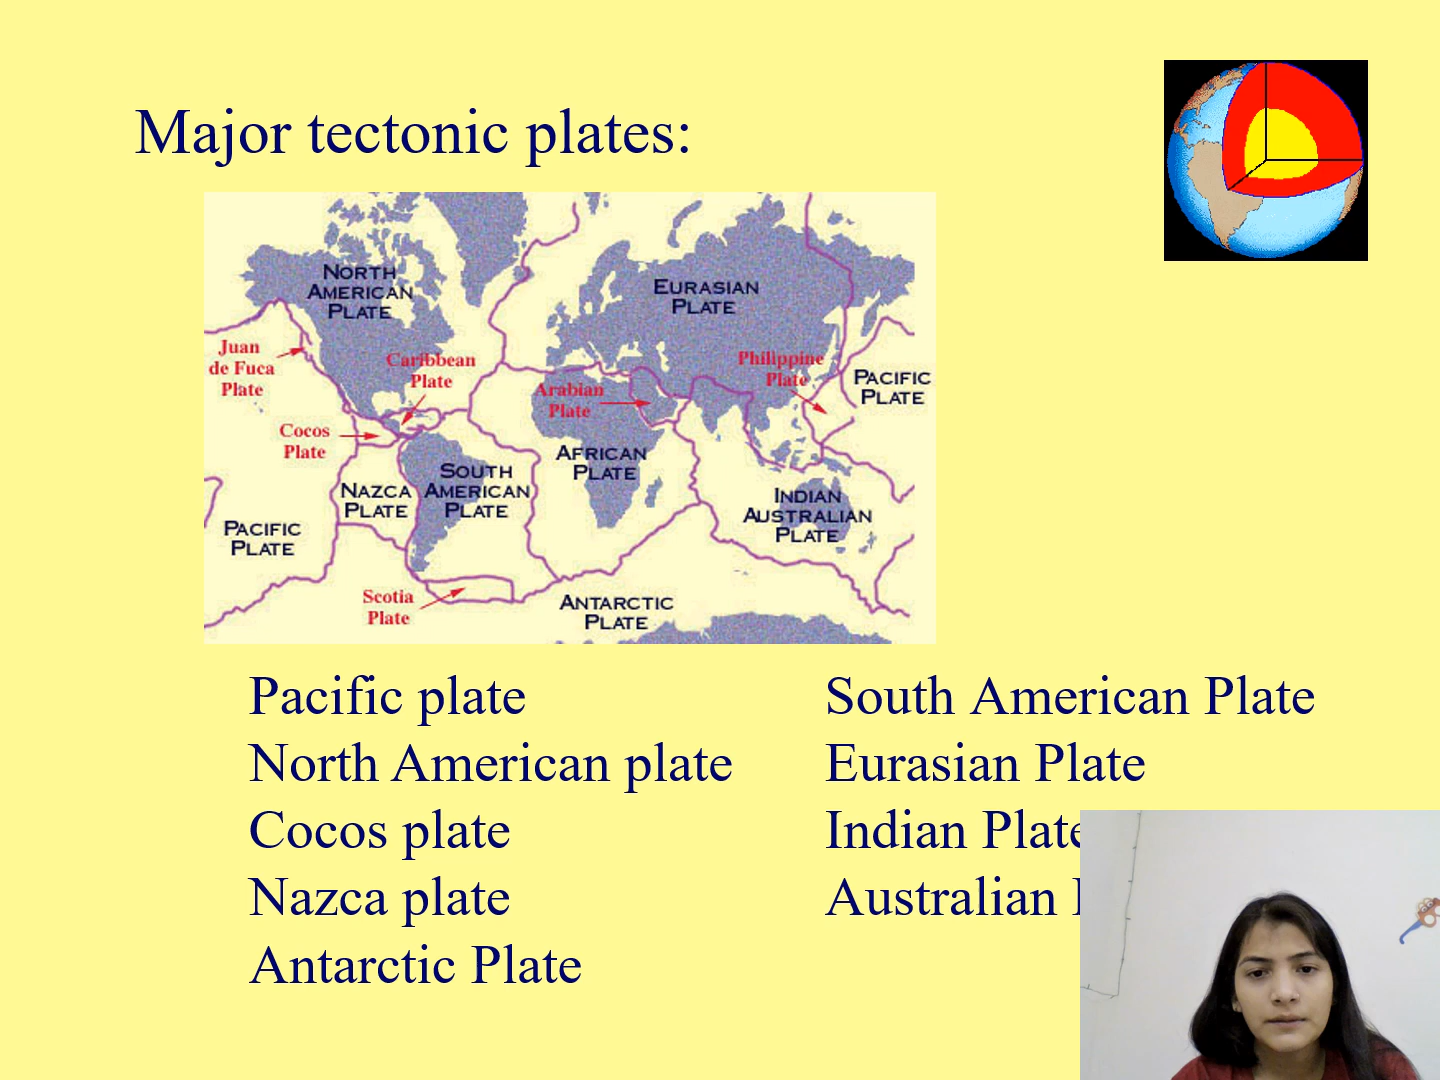 Major tectonic plates:
NORTH
AMERICAN
PLATE
EURASIAN
PLATE
Juan
de Fuca
Plate
Caribbean
Plate
Arabian
Plate
Philippine
Plate
PACIFIC
PLATE
Cocos
Plate
NAZCA
PLATE
SOUTH
AMERICAN
PLATE
AFRICAN
PLATE
INDIAN
AUSTRALIAN
PLATE
PACIFIC
PLATE
Scotia
Plate
ANTARCTIC
PLATE
Pacific plate
North American plate
Cocos plate
Nazca plate
Antarctic Plate
South American Plate
Eurasian Plate
Indian Plate
Australian